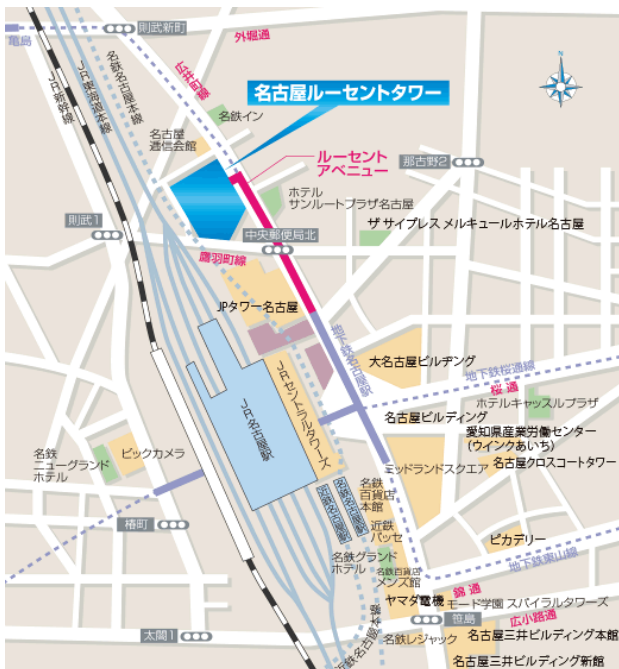 則武新町
亀島
外堀通
広井町線
名鉄名古屋本線
JR東海道本線
JR新幹線
N
名古屋ルーセントタワー
名鉄イン
名古屋
逓信会館
ルーセント
アベニュー
那古野2
ホテル
サンルートプラザ名古屋
ザ サイプレス メルキュールホテル名古屋
則武1
中央郵便局北
鷹羽町線
JPタワー名古屋
地下鉄名古屋駅
大名古屋ビルヂング
地下鉄桜通線
桜 通
JRセントラルタワーズ
JR名古屋駅
ホテルキャッスルプラザ
名古屋ビルディング
愛知県産業労働センター
(ウインクあいち)
名古屋クロスコートタワー
ミッドランドスクエア
名鉄
ニューグランド
ホテル
ビックカメラ
名鉄
百貨店
本館
名鉄名古屋駅
近鉄名古屋駅
近鉄
パッセ
椿町
ピカデリー
名鉄グランド
ホテル
地下鉄東山線
名鉄百貨店
メンズ館
錦 通
ヤマダ電機
モード学園 スパイラルタワーズ
笹島
広小路通
太閤1
近鉄名古屋本線
名鉄レジャック
名古屋三井ビルディング本館
名古屋三井ビルディング新館